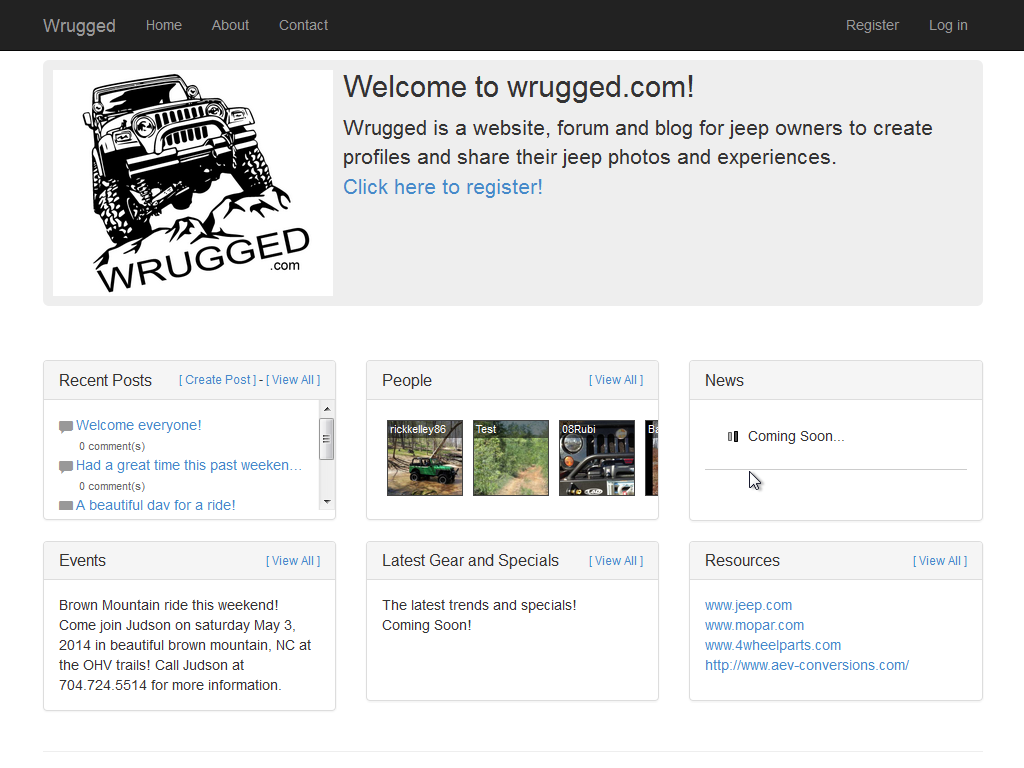 Wrugged Home About Contact Register Log in
WRUGGED
.com
Welcome to wrugged.com!
Wrugged is a website, forum and blog for jeep owners to create
profiles and share their jeep photos and experiences.
Click here to register!
Recent Posts [ Create Post ] - [ View All ]
Welcome everyone!
0 comment(s)
Had a great time this past weeken...
0 comment(s)
A beautiful day for a ride!
People [ View All ]
rickkelley86 Test 08Rubi Ba
News
Coming Soon...
Events [ View All ]
Brown Mountain ride this weekend!
Come join Judson on saturday May 3,
2014 in beautiful brown mountain, NC at
the OHV trails! Call Judson at
704.724.5514 for more information.
Latest Gear and Specials [ View All ]
The latest trends and specials!
Coming Soon!
Resources [ View All ]
www.jeep.com
www.mopar.com
www.4wheelparts.com
http://www.aev-conversions.com/